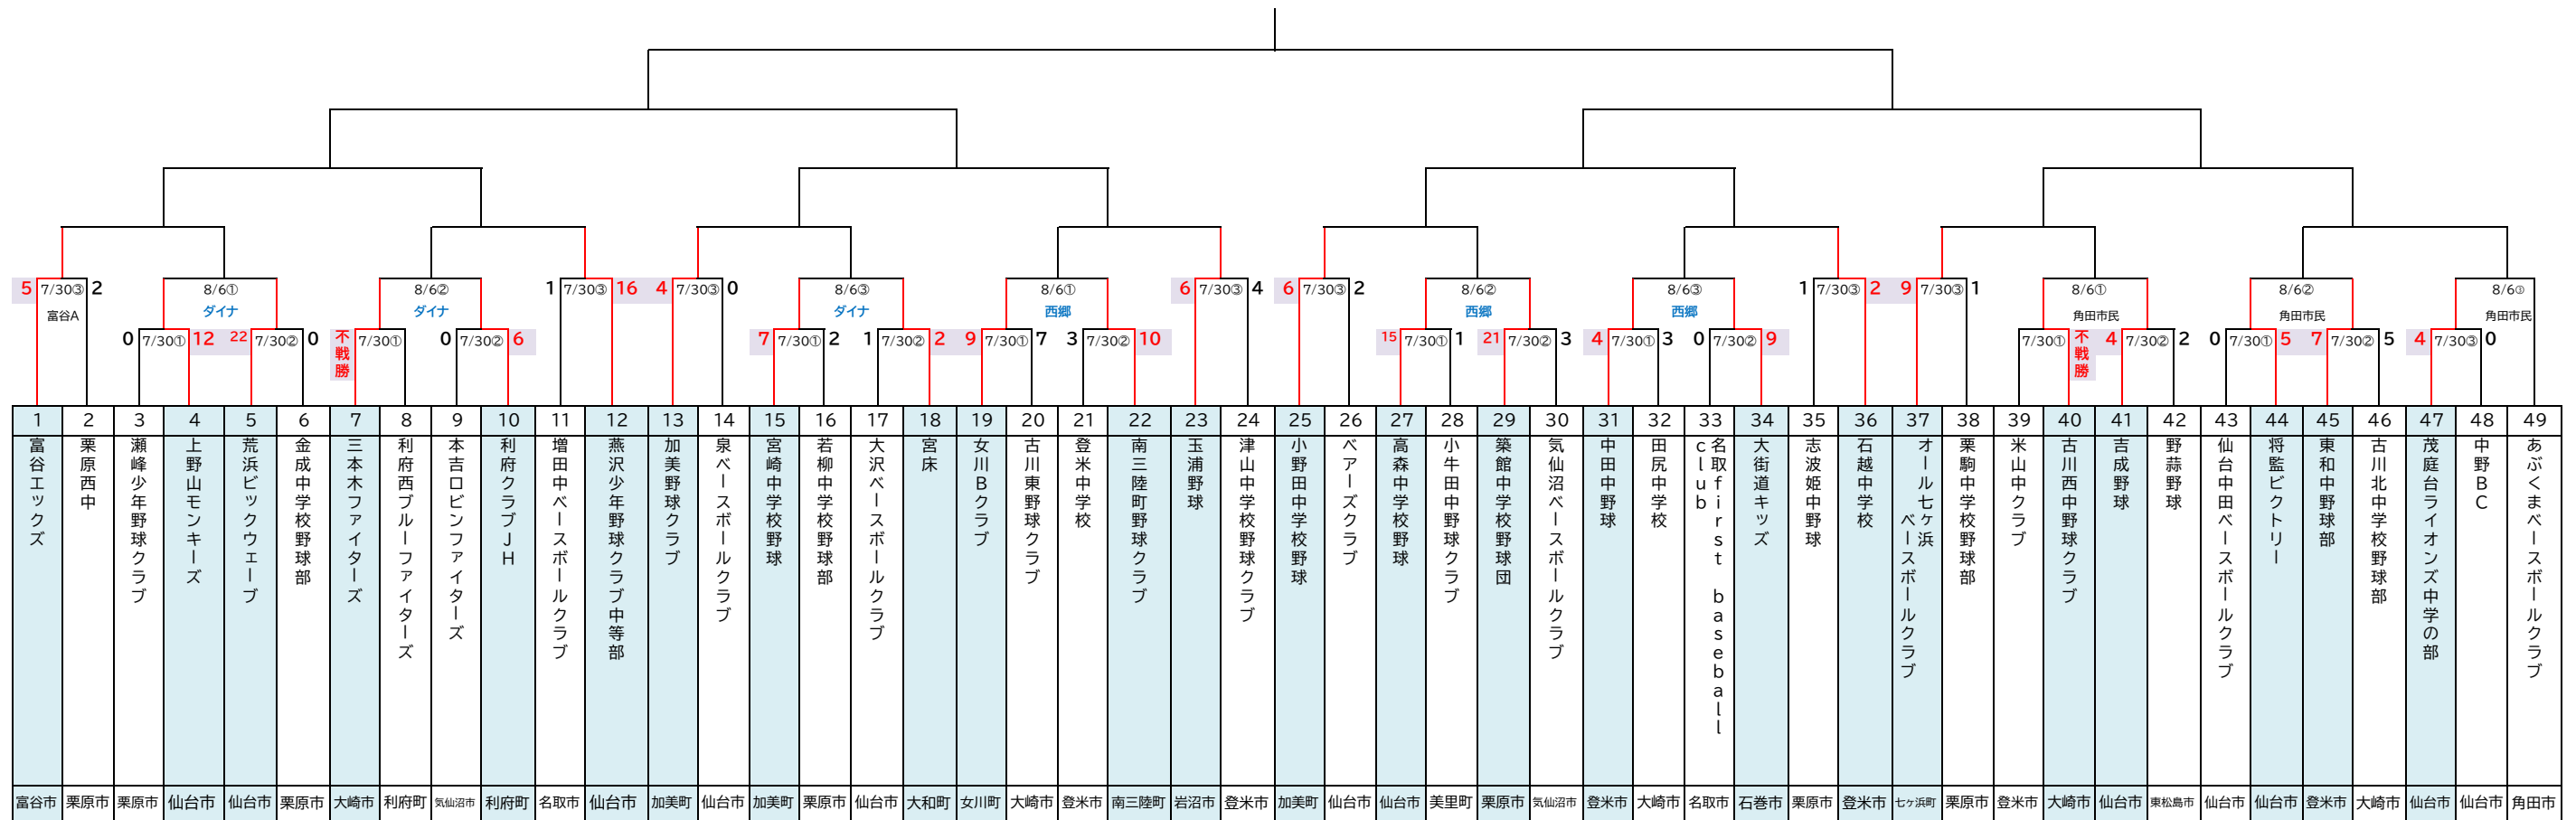 5 7/30③ 2 8/6① 8/6② 1 7/30③ 16 4 7/30③ 0 8/6③ 8/6① 6 7/30③ 4 6 7/30③ 2 8/6② 8/6③ 1 7/30③ 2 9 7/30③ 1 8/6① 8/6② 8/6③
富谷A ダイナ ダイナ ダイナ 西郷 西郷 西郷 角田市民 角田市民 角田市民
0 7/30① 12 22 7/30② 0 不戦勝 7/30① 0 7/30② 6 7 7/30① 2 1 7/30② 2 9 7/30① 7 3 7/30② 10 15 7/30① 1 21 7/30② 3 4 7/30① 3 0 7/30② 9 7/30① 不戦勝 4 7/30② 2 0 7/30① 5 7 7/30② 5 4 7/30③ 0
1 2 3 4 5 6 7 8 9 10 11 12 13 14 15 16 17 18 19 20 21 22 23 24 25 26 27 28 29 30 31 32 33 34 35 36 37 38 39 40 41 42 43 44 45 46 47 48 49
富谷エックズ
栗原西中
瀬峰少年野球クラブ
上野山モンキーズ
荒浜ビックウェーブ
金成中学校野球部
三本木ファイターズ
利府西ブルーファイターズ
本吉ロビンファイターズ
利府クラブJH
増田中ベースボールクラブ
燕沢少年野球クラブ中等部
加美野球クラブ
泉ベースボールクラブ
宮崎中学校野球
若柳中学校野球部
大沢ベースボールクラブ
宮床
女川Bクラブ
古川東野球クラブ
登米中学校
南三陸町野球クラブ
玉浦野球
津山中学校野球クラブ
小野田中学校野球
ベアーズクラブ
高森中学校野球
小牛田中野球クラブ
築館中学校野球団
気仙沼ベースボールクラブ
中田中野球
田尻中学校
名取first baseball
club
大街道キッズ
志波姫中野球
石越中学校
オール七ヶ浜
ベースボールクラブ
栗駒中学校野球部
米山中クラブ
古川西中野球クラブ
吉成野球
野蒜野球
仙台中田ベースボールクラブ
将監ビクトリー
東和中野球部
古川北中学校野球部
茂庭台ライオンズ中学の部
中野BC
あぶくまベースボールクラブ
富谷市 栗原市 栗原市 仙台市 仙台市 栗原市 大崎市 利府町 気仙沼市 利府町 名取市 仙台市 加美町 仙台市 加美町 栗原市 仙台市 大和町 女川町 大崎市 登米市 南三陸町 岩沼市 登米市 加美町 仙台市 仙台市 美里町 栗原市 気仙沼市 登米市 大崎市 名取市 石巻市 栗原市 登米市 七ヶ浜町 栗原市 登米市 大崎市 仙台市 東松島市 仙台市 仙台市 登米市 大崎市 仙台市 仙台市 角田市